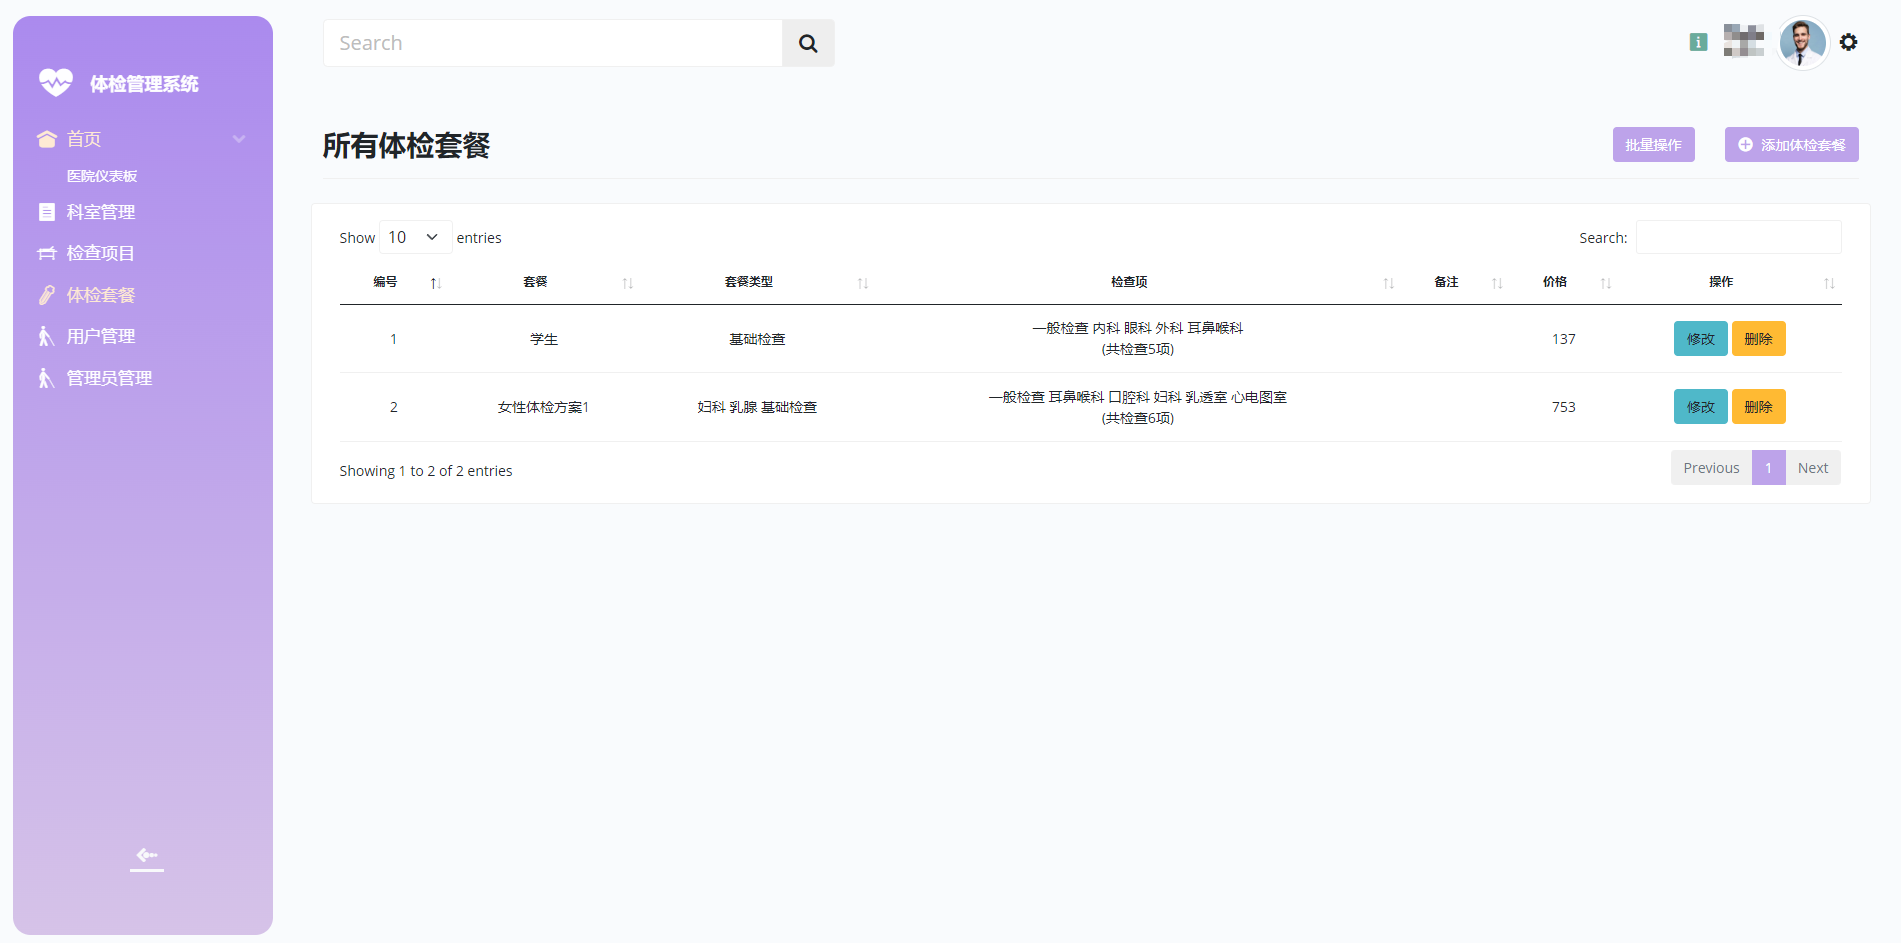 体检管理系统
首页
医院仪表板
科室管理
检查项目
体检套餐
用户管理
管理员管理
Search
所有体检套餐
批量操作
添加体检套餐
Show 10 entries
Search:
编号 套餐 套餐类型 检查项 备注 价格 操作
1 学生 基础检查 一般检查 内科 眼科 外科 耳鼻喉科 137 修改 删除
(共检查5项)
2 女性体检方案1 妇科 乳腺 基础检查 一般检查 耳鼻喉科 口腔科 妇科 乳透室 心电图室 753 修改 删除
(共检查6项)
Showing 1 to 2 of 2 entries
Previous 1 Next